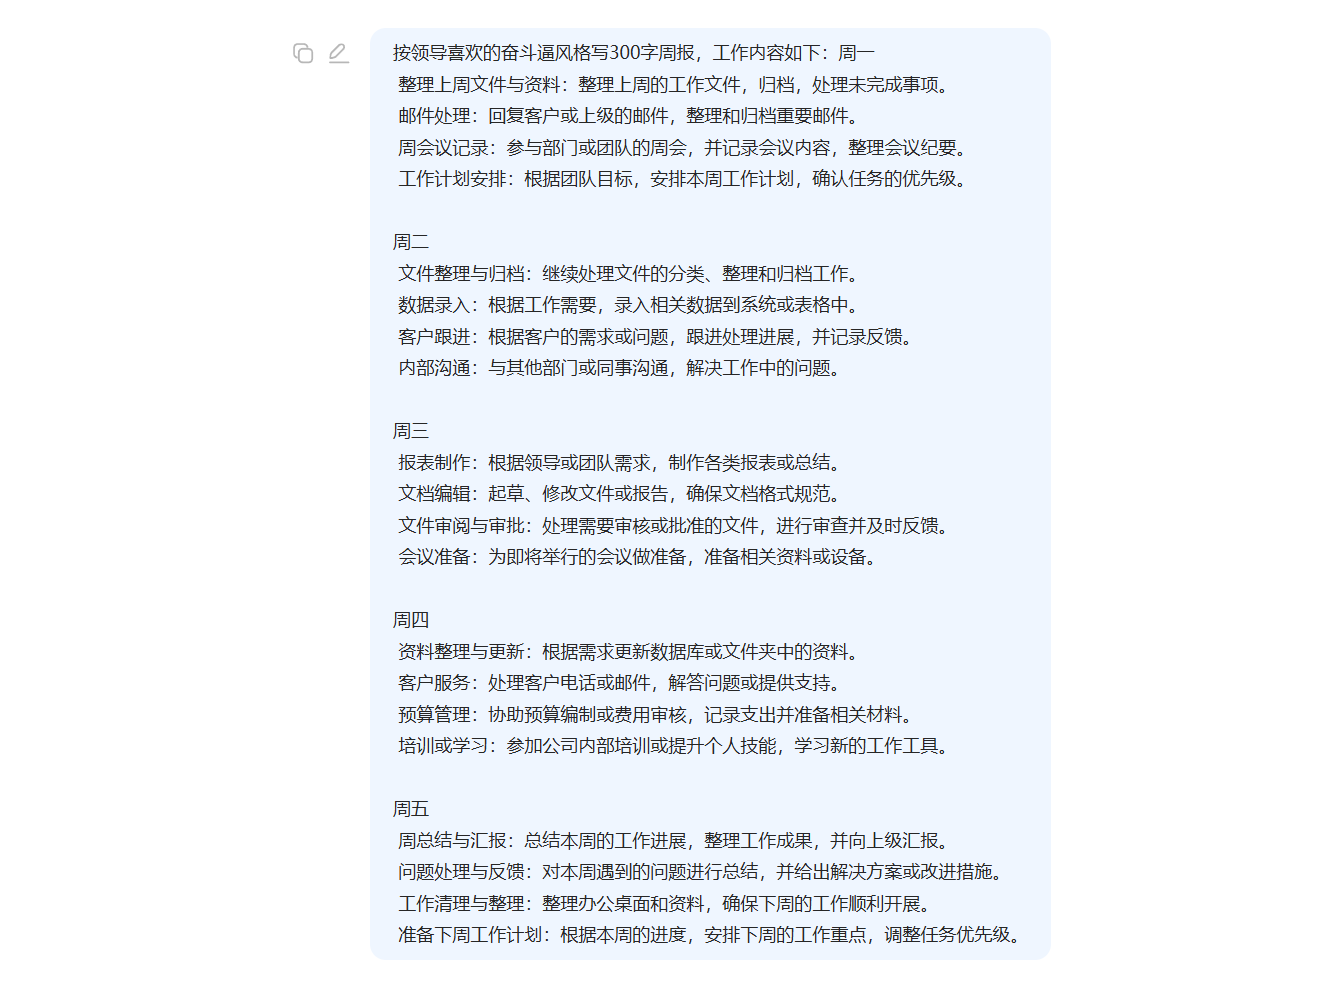 按领导喜欢的奋斗逼风格写300字周报，工作内容如下：周一
整理上周文件与资料：整理上周的工作文件，归档，处理未完成事项。
邮件处理：回复客户或上级的邮件，整理和归档重要邮件。
周会议记录：参与部门或团队的周会，并记录会议内容，整理会议纪要。
工作计划安排：根据团队目标，安排本周工作计划，确认任务的优先级。
周二
文件整理与归档：继续处理文件的分类、整理和归档工作。
数据录入：根据工作需要，录入相关数据到系统或表格中。
客户跟进：根据客户的需求或问题，跟进处理进展，并记录反馈。
内部沟通：与其他部门或同事沟通，解决工作中的问题。
周三
报表制作：根据领导或团队需求，制作各类报表或总结。
文档编辑：起草、修改文件或报告，确保文档格式规范。
文件审阅与审批：处理需要审核或批准的文件，进行审查并及时反馈。
会议准备：为即将举行的会议做准备，准备相关资料或设备。
周四
资料整理与更新：根据需求更新数据库或文件夹中的资料。
客户服务：处理客户电话或邮件，解答问题或提供支持。
预算管理：协助预算编制或费用审核，记录支出并准备相关材料。
培训或学习：参加公司内部培训或提升个人技能，学习新的工作工具。
周五
周总结与汇报：总结本周的工作进展，整理工作成果，并向上级汇报。
问题处理与反馈：对本周遇到的问题进行总结，并给出解决方案或改进措施。
工作清理与整理：整理办公桌面和资料，确保下周的工作顺利开展。
准备下周工作计划：根据本周的进度，安排下周的工作重点，调整任务优先级。